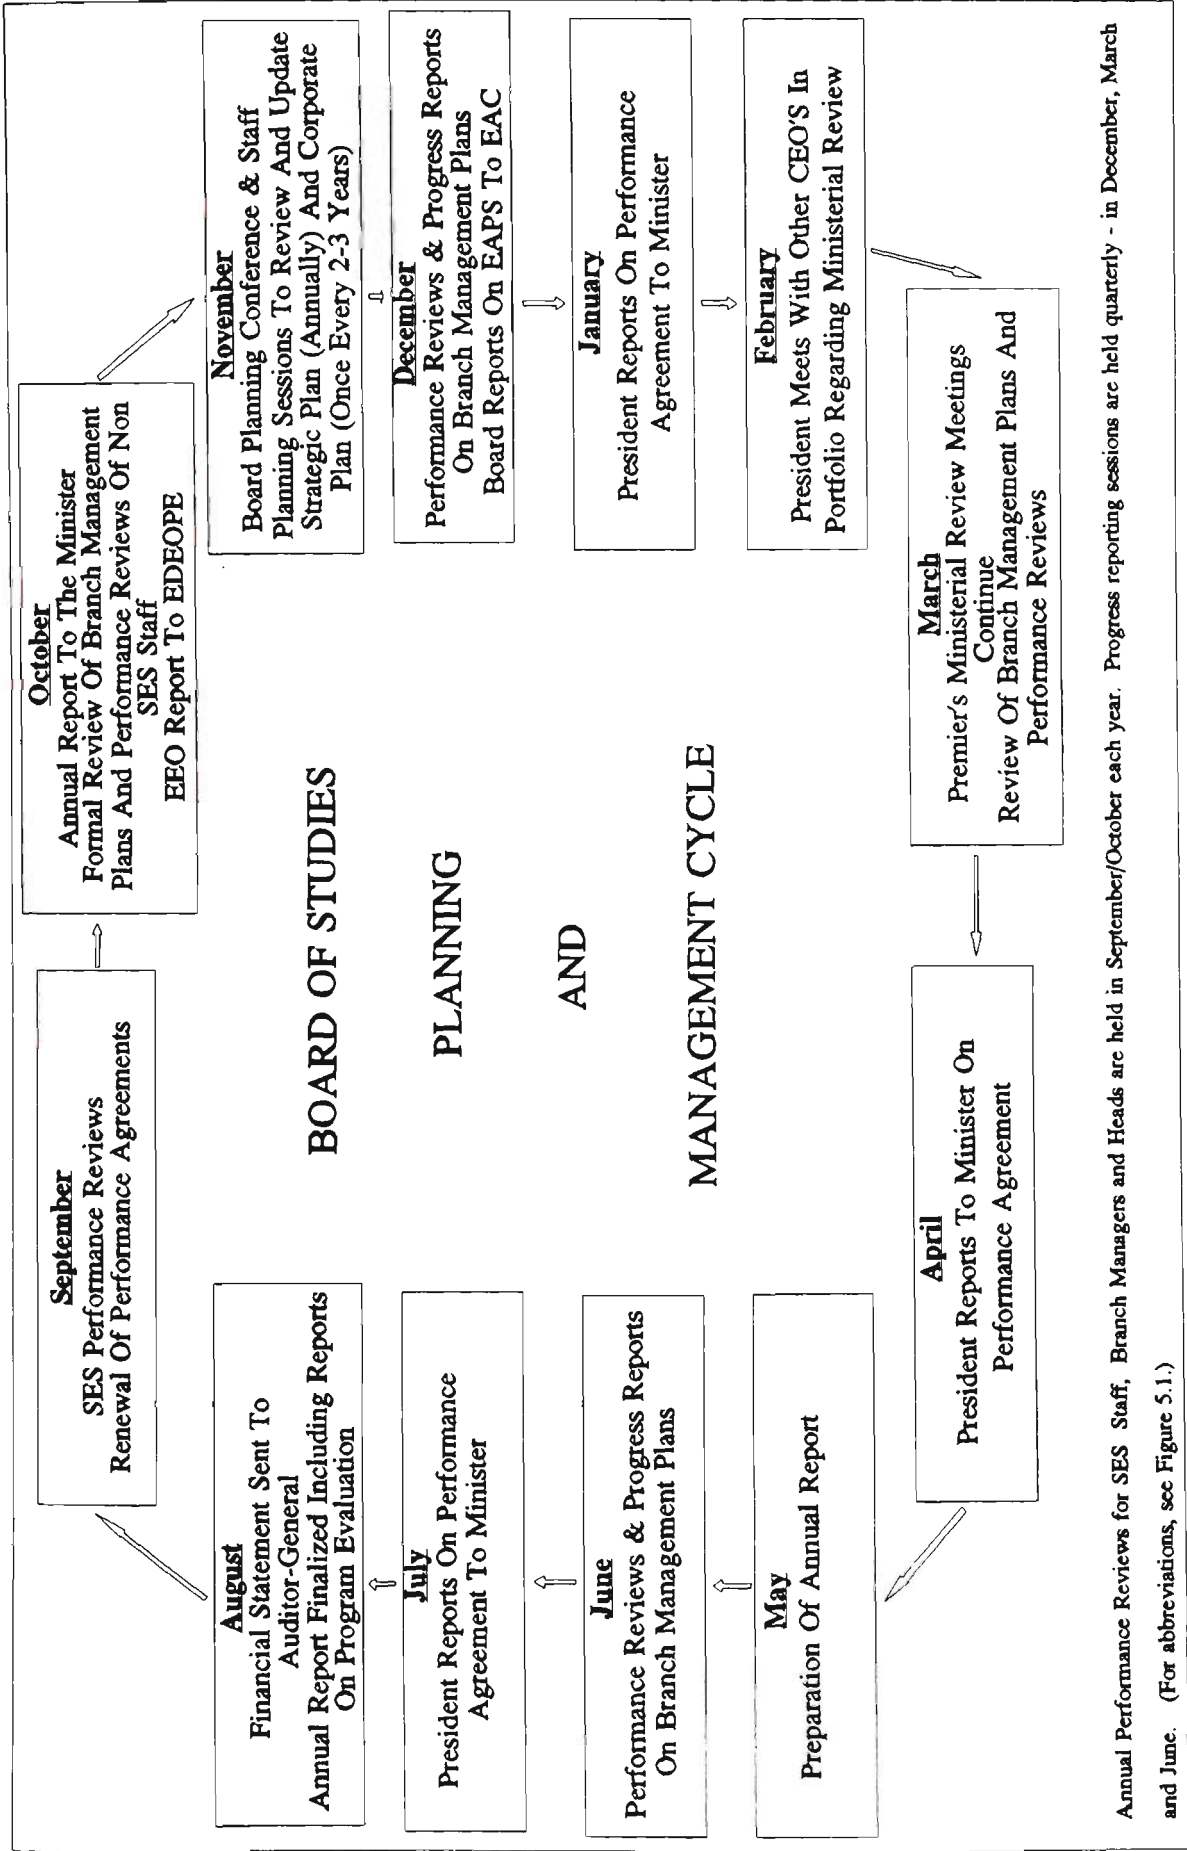 September
SES Performance Reviews
Renewal Of Performance Agreements
October
Annual Report To The Minister
Formal Review Of Branch Management
Plans And Performance Reviews Of Non
SES Staff
EEO Report To EDEOPE
November
Board Planning Conference & Staff
Planning Sessions To Review And Update
Strategic Plan (Annually) And Corporate
Plan (Once Every 2-3 Years)
December
Performance Reviews & Progress Reports
On Branch Management Plans
Board Reports On EAPS To EAC
January
President Reports On Performance
Agreement To Minister
February
President Meets With Other CEO'S In
Portfolio Regarding Ministerial Review
March
Premier's Ministerial Review Meetings
Continue
Review Of Branch Management Plans And
Performance Reviews
April
President Reports To Minister On
Performance Agreement
May
Preparation Of Annual Report
June
Performance Reviews & Progress Reports
On Branch Management Plans
July
President Reports On Performance
Agreement To Minister
August
Financial Statement Sent To
Auditor-General
Annual Report Finalized Including Reports
On Program Evaluation
BOARD OF STUDIES
PLANNING
AND
MANAGEMENT CYCLE
Annual Performance Reviews for SES Staff, Branch Managers and Heads are held in September/October each year. Progress reporting sessions are held quarterly - in December, March
and June. (For abbreviations, see Figure 5.1.)